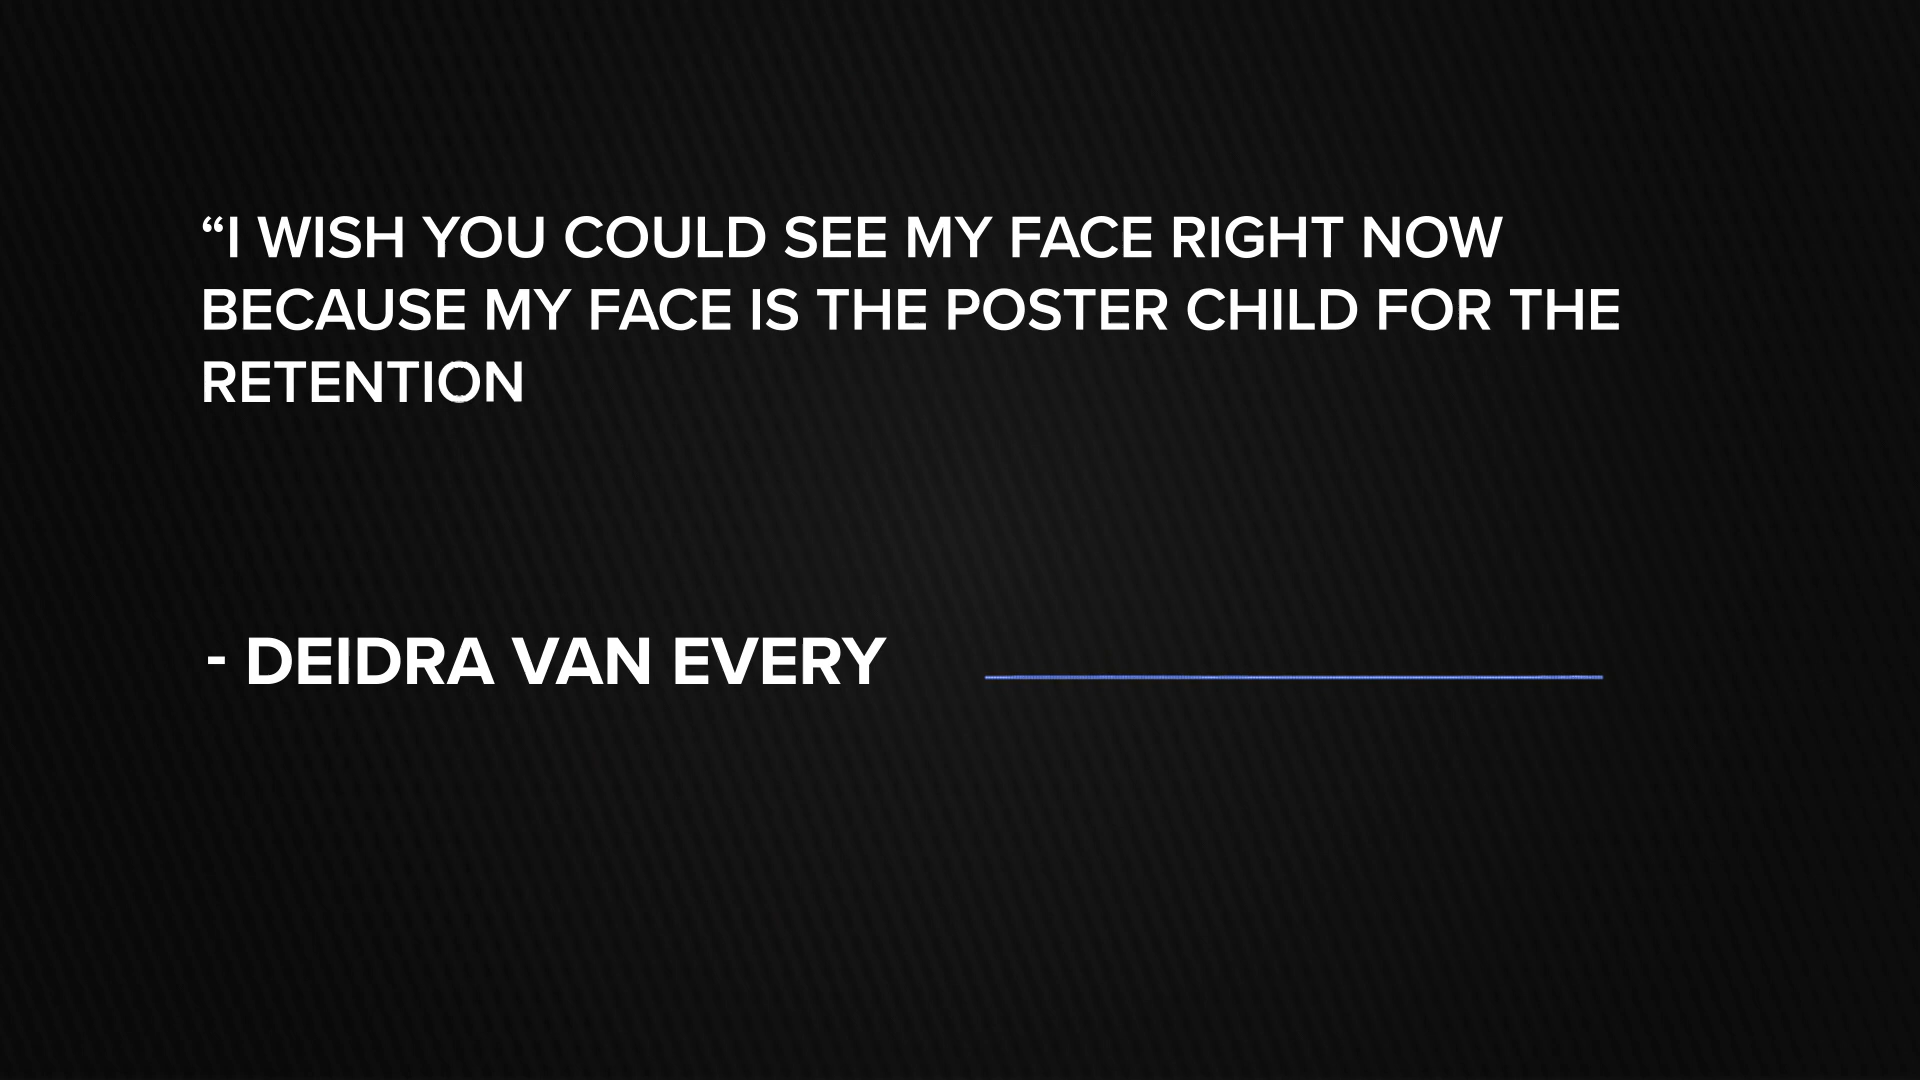 “I WISH YOU COULD SEE MY FACE RIGHT NOW
BECAUSE MY FACE IS THE POSTER CHILD FOR THE
RETENTION
- DEIDRA VAN EVERY